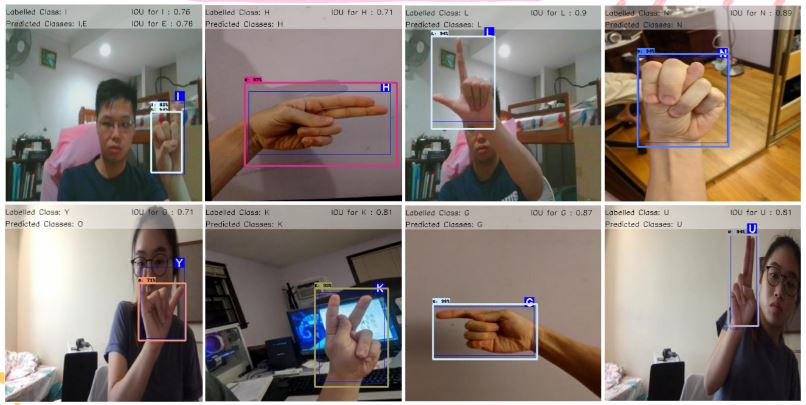 Labelled Class: I IOU for I : 0.76
Predicted Classes: I,E IOU for E : 0.76
I
Labelled Class: H IOU for H : 0.71
Predicted Classes: H
H
Labelled Class: L IOU for L : 0.9
Predicted Classes: L
L
Labelled Class: N IOU for N : 0.89
Predicted Classes: N
N
Labelled Class: Y IOU for O : 0.71
Predicted Classes: O
Y
Labelled Class: K IOU for K : 0.81
Predicted Classes: K
K
Labelled Class: G IOU for G : 0.87
Predicted Classes: G
G
Labelled Class: U IOU for U : 0.81
Predicted Classes: U
U